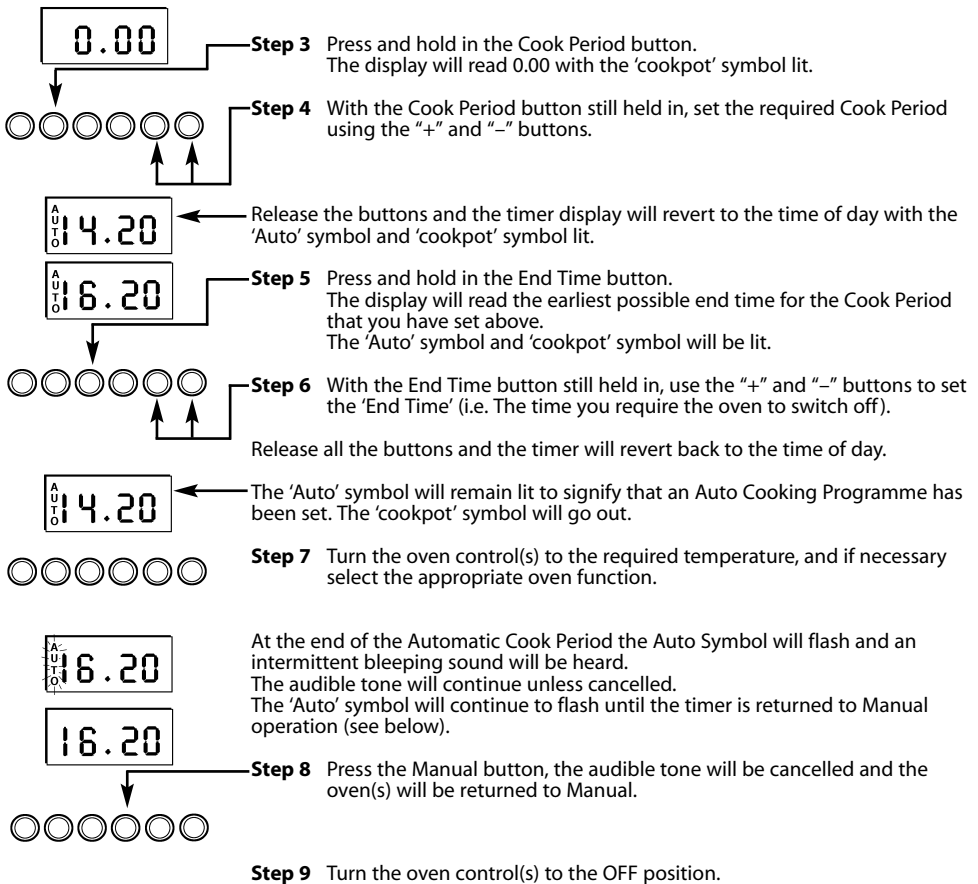 0.00
Step 3 Press and hold in the Cook Period button.
The display will read 0.00 with the ‘cookpot’ symbol lit.
Step 4 With the Cook Period button still held in, set the required Cook Period
using the “+” and “–” buttons.
AUTO 14.20
Release the buttons and the timer display will revert to the time of day with the
‘Auto’ symbol and ‘cookpot’ symbol lit.
AUTO 16.20
Step 5 Press and hold in the End Time button.
The display will read the earliest possible end time for the Cook Period
that you have set above.
The ‘Auto’ symbol and ‘cookpot’ symbol will be lit.
Step 6 With the End Time button still held in, use the “+” and “–” buttons to set
the ‘End Time’ (i.e. The time you require the oven to switch off).
Release all the buttons and the timer will revert back to the time of day.
AUTO 14.20
The ‘Auto’ symbol will remain lit to signify that an Auto Cooking Programme has
been set. The ‘cookpot’ symbol will go out.
Step 7 Turn the oven control(s) to the required temperature, and if necessary
select the appropriate oven function.
AUTO 16.20
At the end of the Automatic Cook Period the Auto Symbol will flash and an
intermittent bleeping sound will be heard.
The audible tone will continue unless cancelled.
The ‘Auto’ symbol will continue to flash until the timer is returned to Manual
operation (see below).
16.20
Step 8 Press the Manual button, the audible tone will be cancelled and the
oven(s) will be returned to Manual.
Step 9 Turn the oven control(s) to the OFF position.